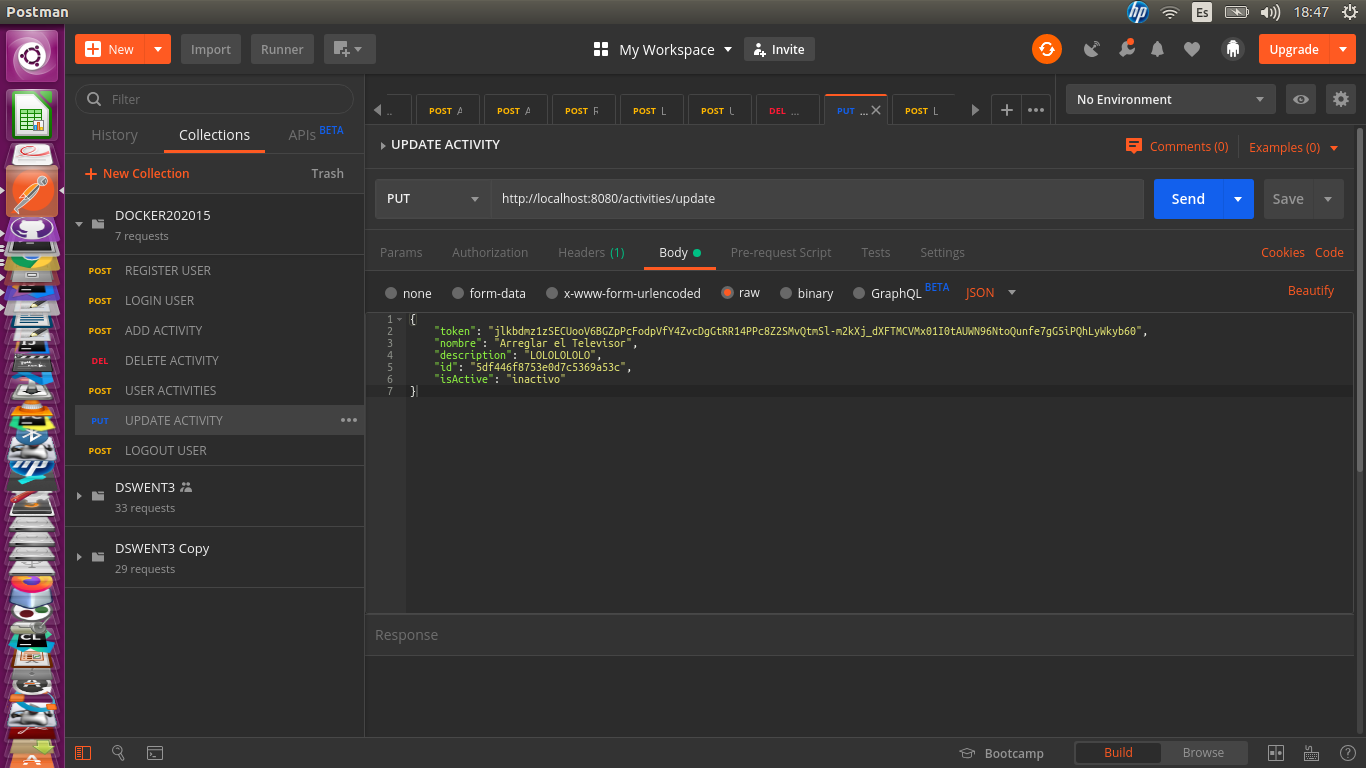 Postman
hp Es 18:47
New Import Runner My Workspace Invite Upgrade
Filter
History Collections APIs BETA
New Collection Trash
DOCKER202015
7 requests
POST REGISTER USER
POST LOGIN USER
POST ADD ACTIVITY
DEL DELETE ACTIVITY
POST USER ACTIVITIES
PUT UPDATE ACTIVITY
POST LOGOUT USER
DSWENT3
33 requests
DSWENT3 Copy
29 requests
.. POST A POST A POST R POST L POST L DEL ... PUT ... POST L
No Environment
UPDATE ACTIVITY Comments (0) Examples (0)
PUT http://localhost:8080/activities/update Send Save
Params Authorization Headers (1) Body Pre-request Script Tests Settings Cookies Code
none form-data x-www-form-urlencoded raw binary GraphQL BETA JSON Beautify
1 {
2 "token": "jlkbdmz1zSECUooV6BGZpPcFodpVfY4ZvcDgGtRR14PPc8Z2SMvQtmSl-m2kXj_dXFTMCVMx01I0tAUWN96NtoQunfe7gG5iPQhLyWkyb60",
3 "nombre": "Arreglar el Televisor",
4 "description": "LOLOLOLOLO",
5 "id": "5df446f8753e0d7c5369a53c",
6 "isActive": "inactivo"
7 }
Response
Bootcamp Build Browse